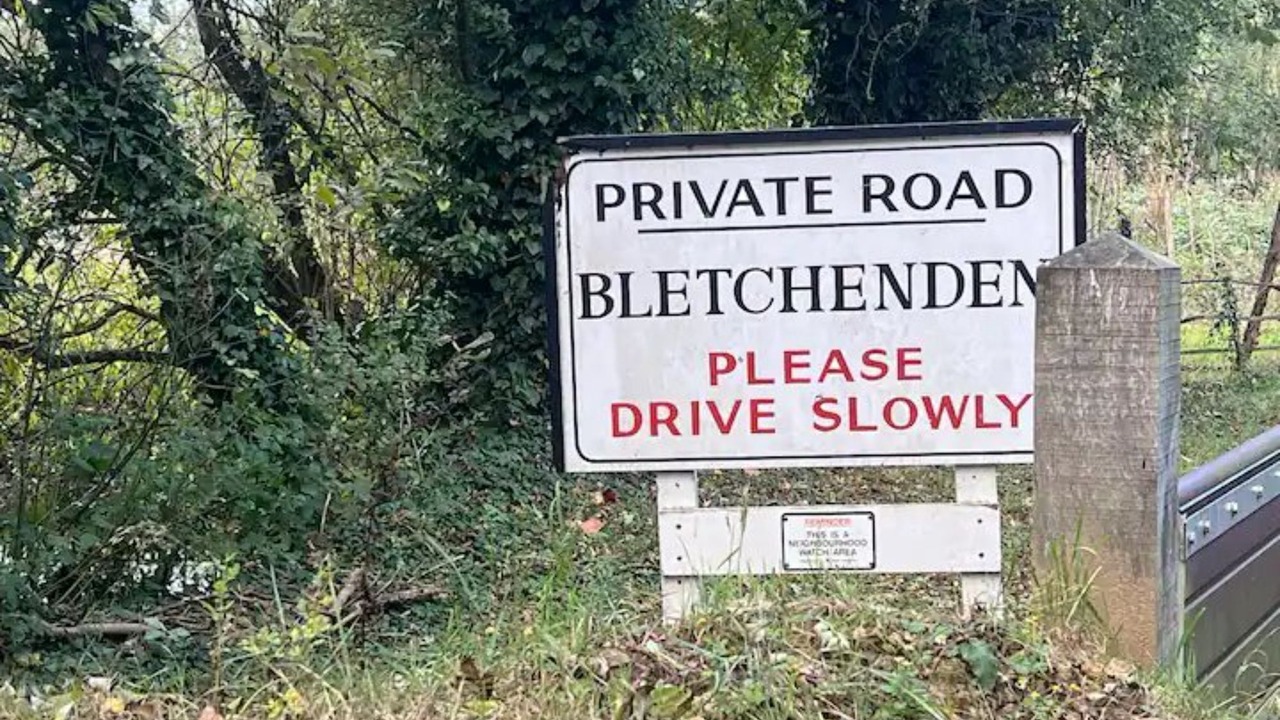 PRIVATE ROAD
BLETCHENDEN
PLEASE
DRIVE SLOWLY
REMINDER
THIS IS A
NEIGHBOURHOOD
WATCH AREA